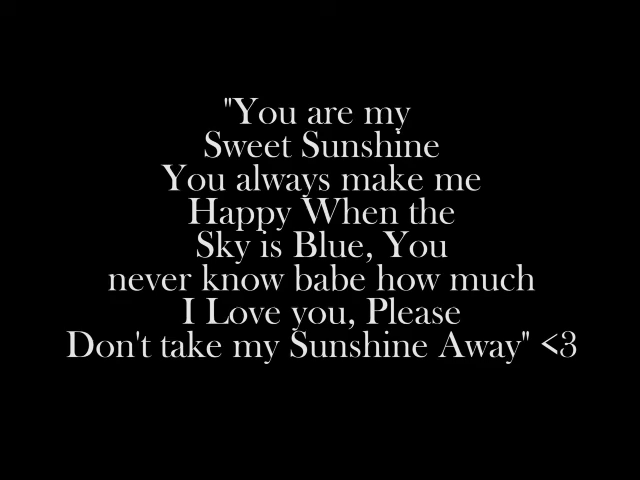 "You are my
Sweet Sunshine
You always make me
Happy When the
Sky is Blue, You
never know babe how much
I Love you, Please
Don't take my Sunshine Away" <3